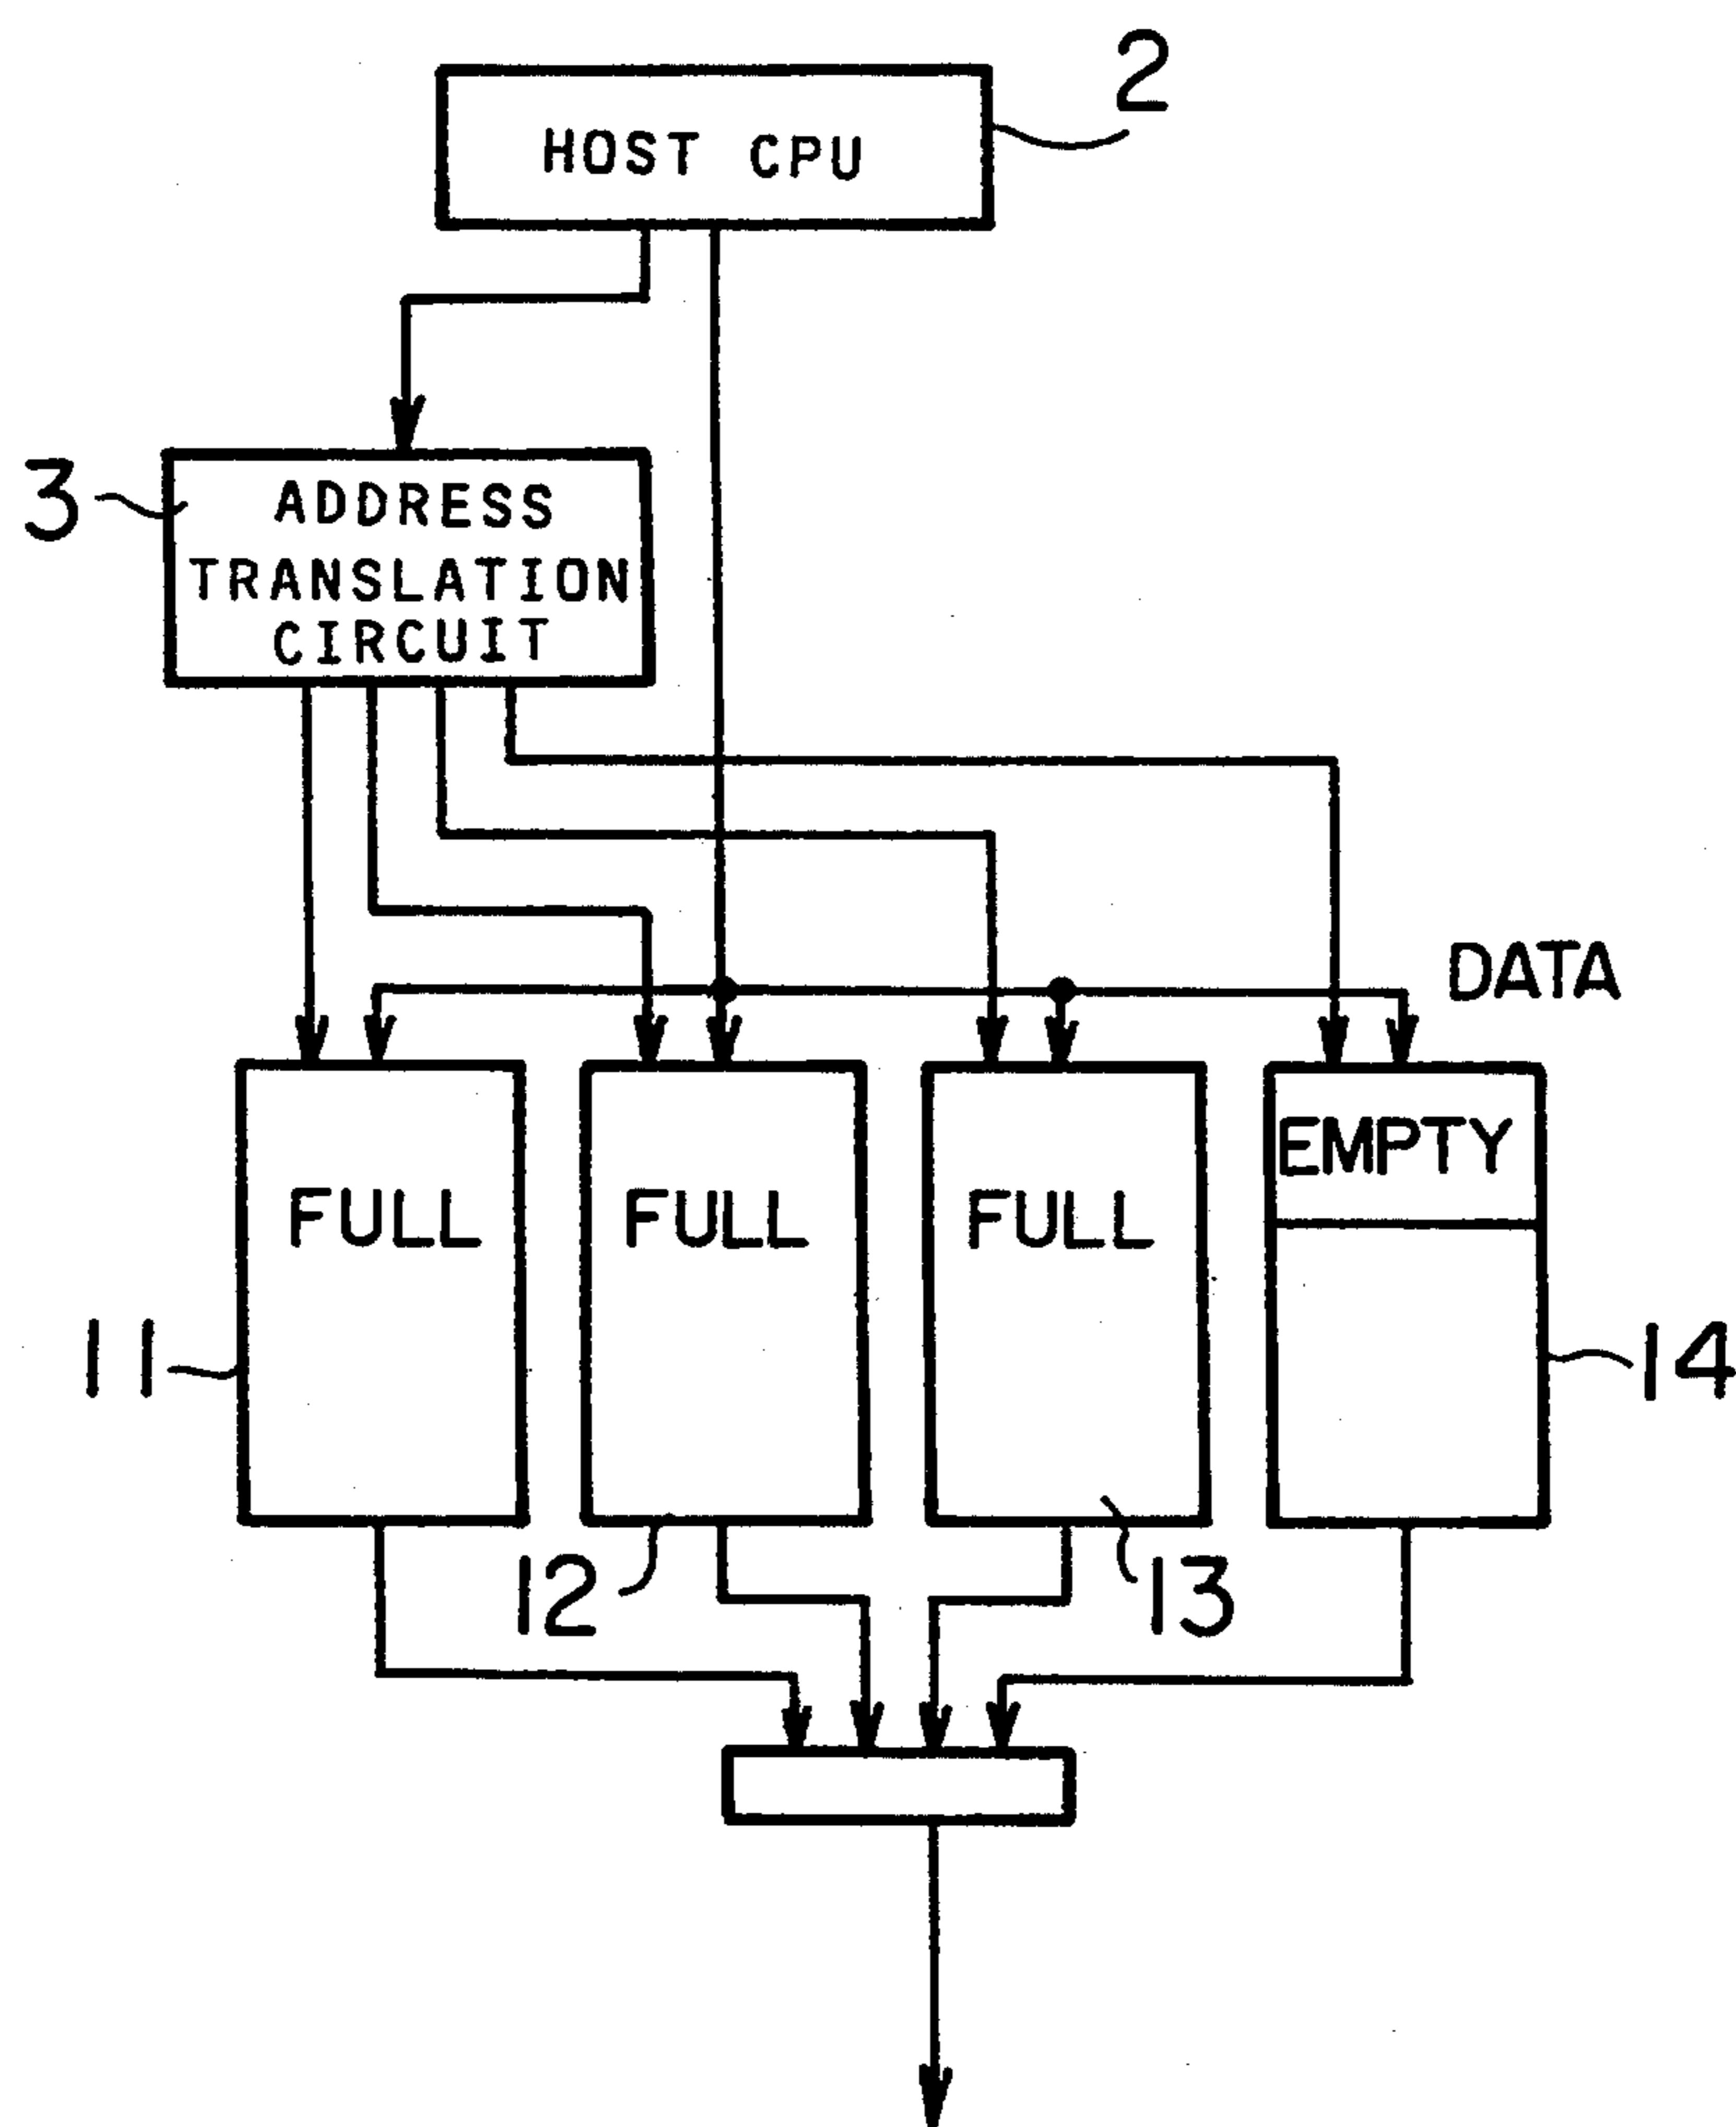 2
HOST CPU
3
ADDRESS
TRANSLATION
CIRCUIT
DATA
EMPTY
FULL
FULL
FULL
11
14
12
13